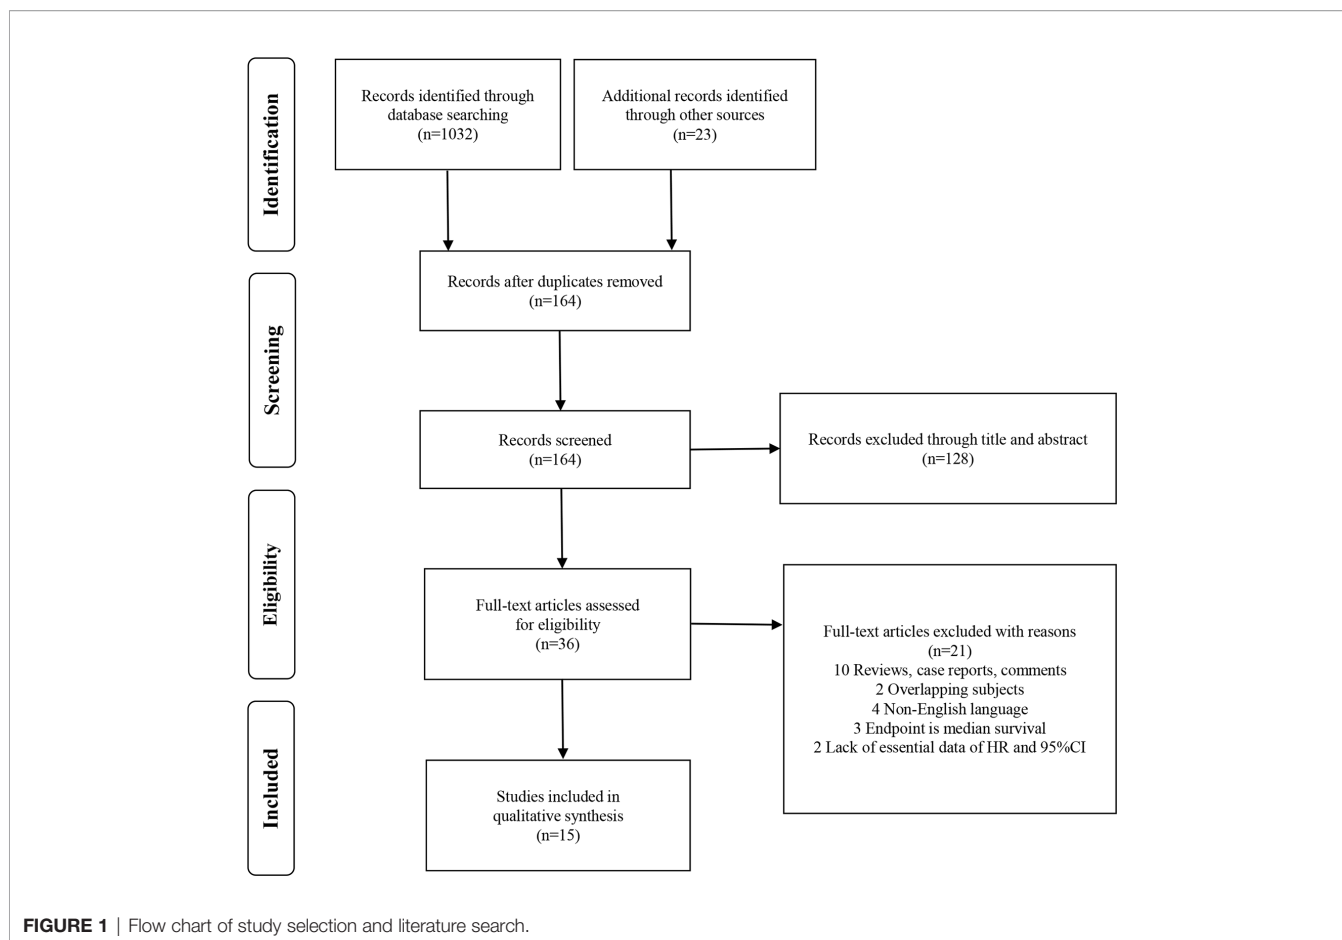 Identification
Records identified through
database searching
(n=1032)
Additional records identified
through other sources
(n=23)
Screening
Records after duplicates removed
(n=164)
Records screened
(n=164)
Records excluded through title and abstract
(n=128)
Eligibility
Full-text articles assessed
for eligibility
(n=36)
Full-text articles excluded with reasons
(n=21)
10 Reviews, case reports, comments
2 Overlapping subjects
4 Non-English language
3 Endpoint is median survival
2 Lack of essential data of HR and 95%CI
Included
Studies included in
qualitative synthesis
(n=15)
FIGURE 1 | Flow chart of study selection and literature search.